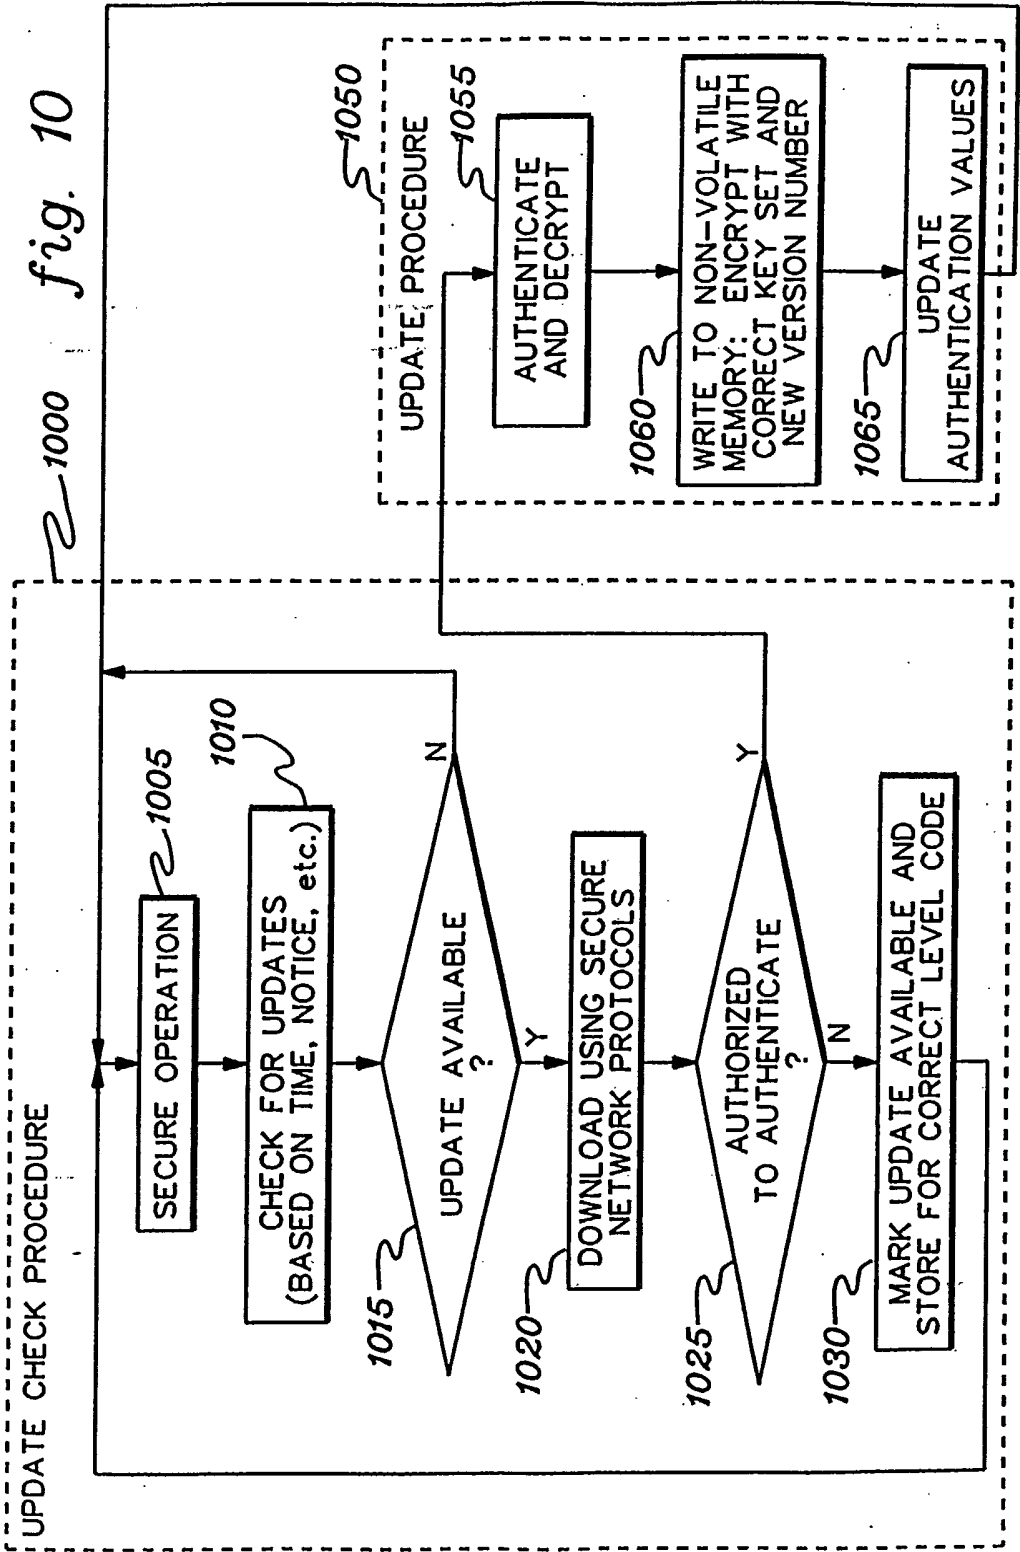 fig. 10
1000
UPDATE CHECK PROCEDURE
SECURE OPERATION
1005
CHECK FOR UPDATES
(BASED ON TIME, NOTICE, etc.)
1010
1015
UPDATE AVAILABLE
?
N
Y
1020
DOWNLOAD USING SECURE
NETWORK PROTOCOLS
1025
AUTHORIZED
TO AUTHENTICATE
?
Y
N
1030
MARK UPDATE AVAILABLE AND
STORE FOR CORRECT LEVEL CODE
1050
UPDATE PROCEDURE
1055
AUTHENTICATE
AND DECRYPT
1060
WRITE TO NON-VOLATILE
MEMORY: ENCRYPT WITH
CORRECT KEY SET AND
NEW VERSION NUMBER
1065
UPDATE
AUTHENTICATION VALUES